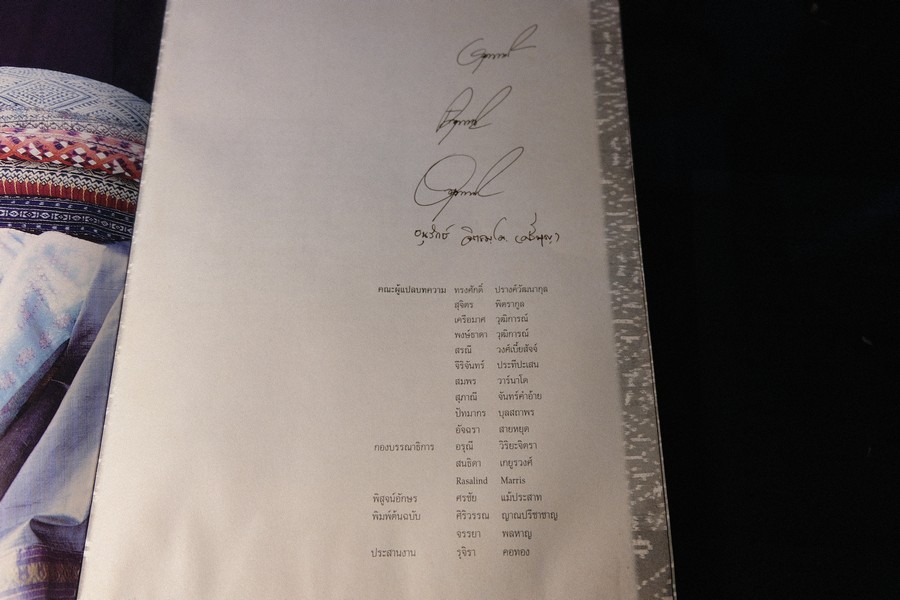 คณะผู้แปลบทความ ทรงศักดิ์ ปรางค์วัฒนากุล
สุจิตร พิตรากูล
เครือมาศ วุฒิการณ์
พงษ์ธาดา วุฒิการณ์
สรณี วงศ์เบี้ยสัจจ์
จิริจันทร์ ประทีปะเสน
สมพร วาร์นาโด
สุภาณี จันทร์คำอ้าย
ปัทมากร บุลสถาพร
อัจฉรา สายหยุด
กองบรรณาธิการ อรุณี วิริยะจิตรา
สนธิดา เกยูรวงศ์
Rasalind Marris
พิสูจน์อักษร ศรชัย แม้ประสาท
พิมพ์ต้นฉบับ ศิริวรรณ ญาณปรีชาชาญ
จรรยา พลหาญ
ประสานงาน รุจิรา คอทอง